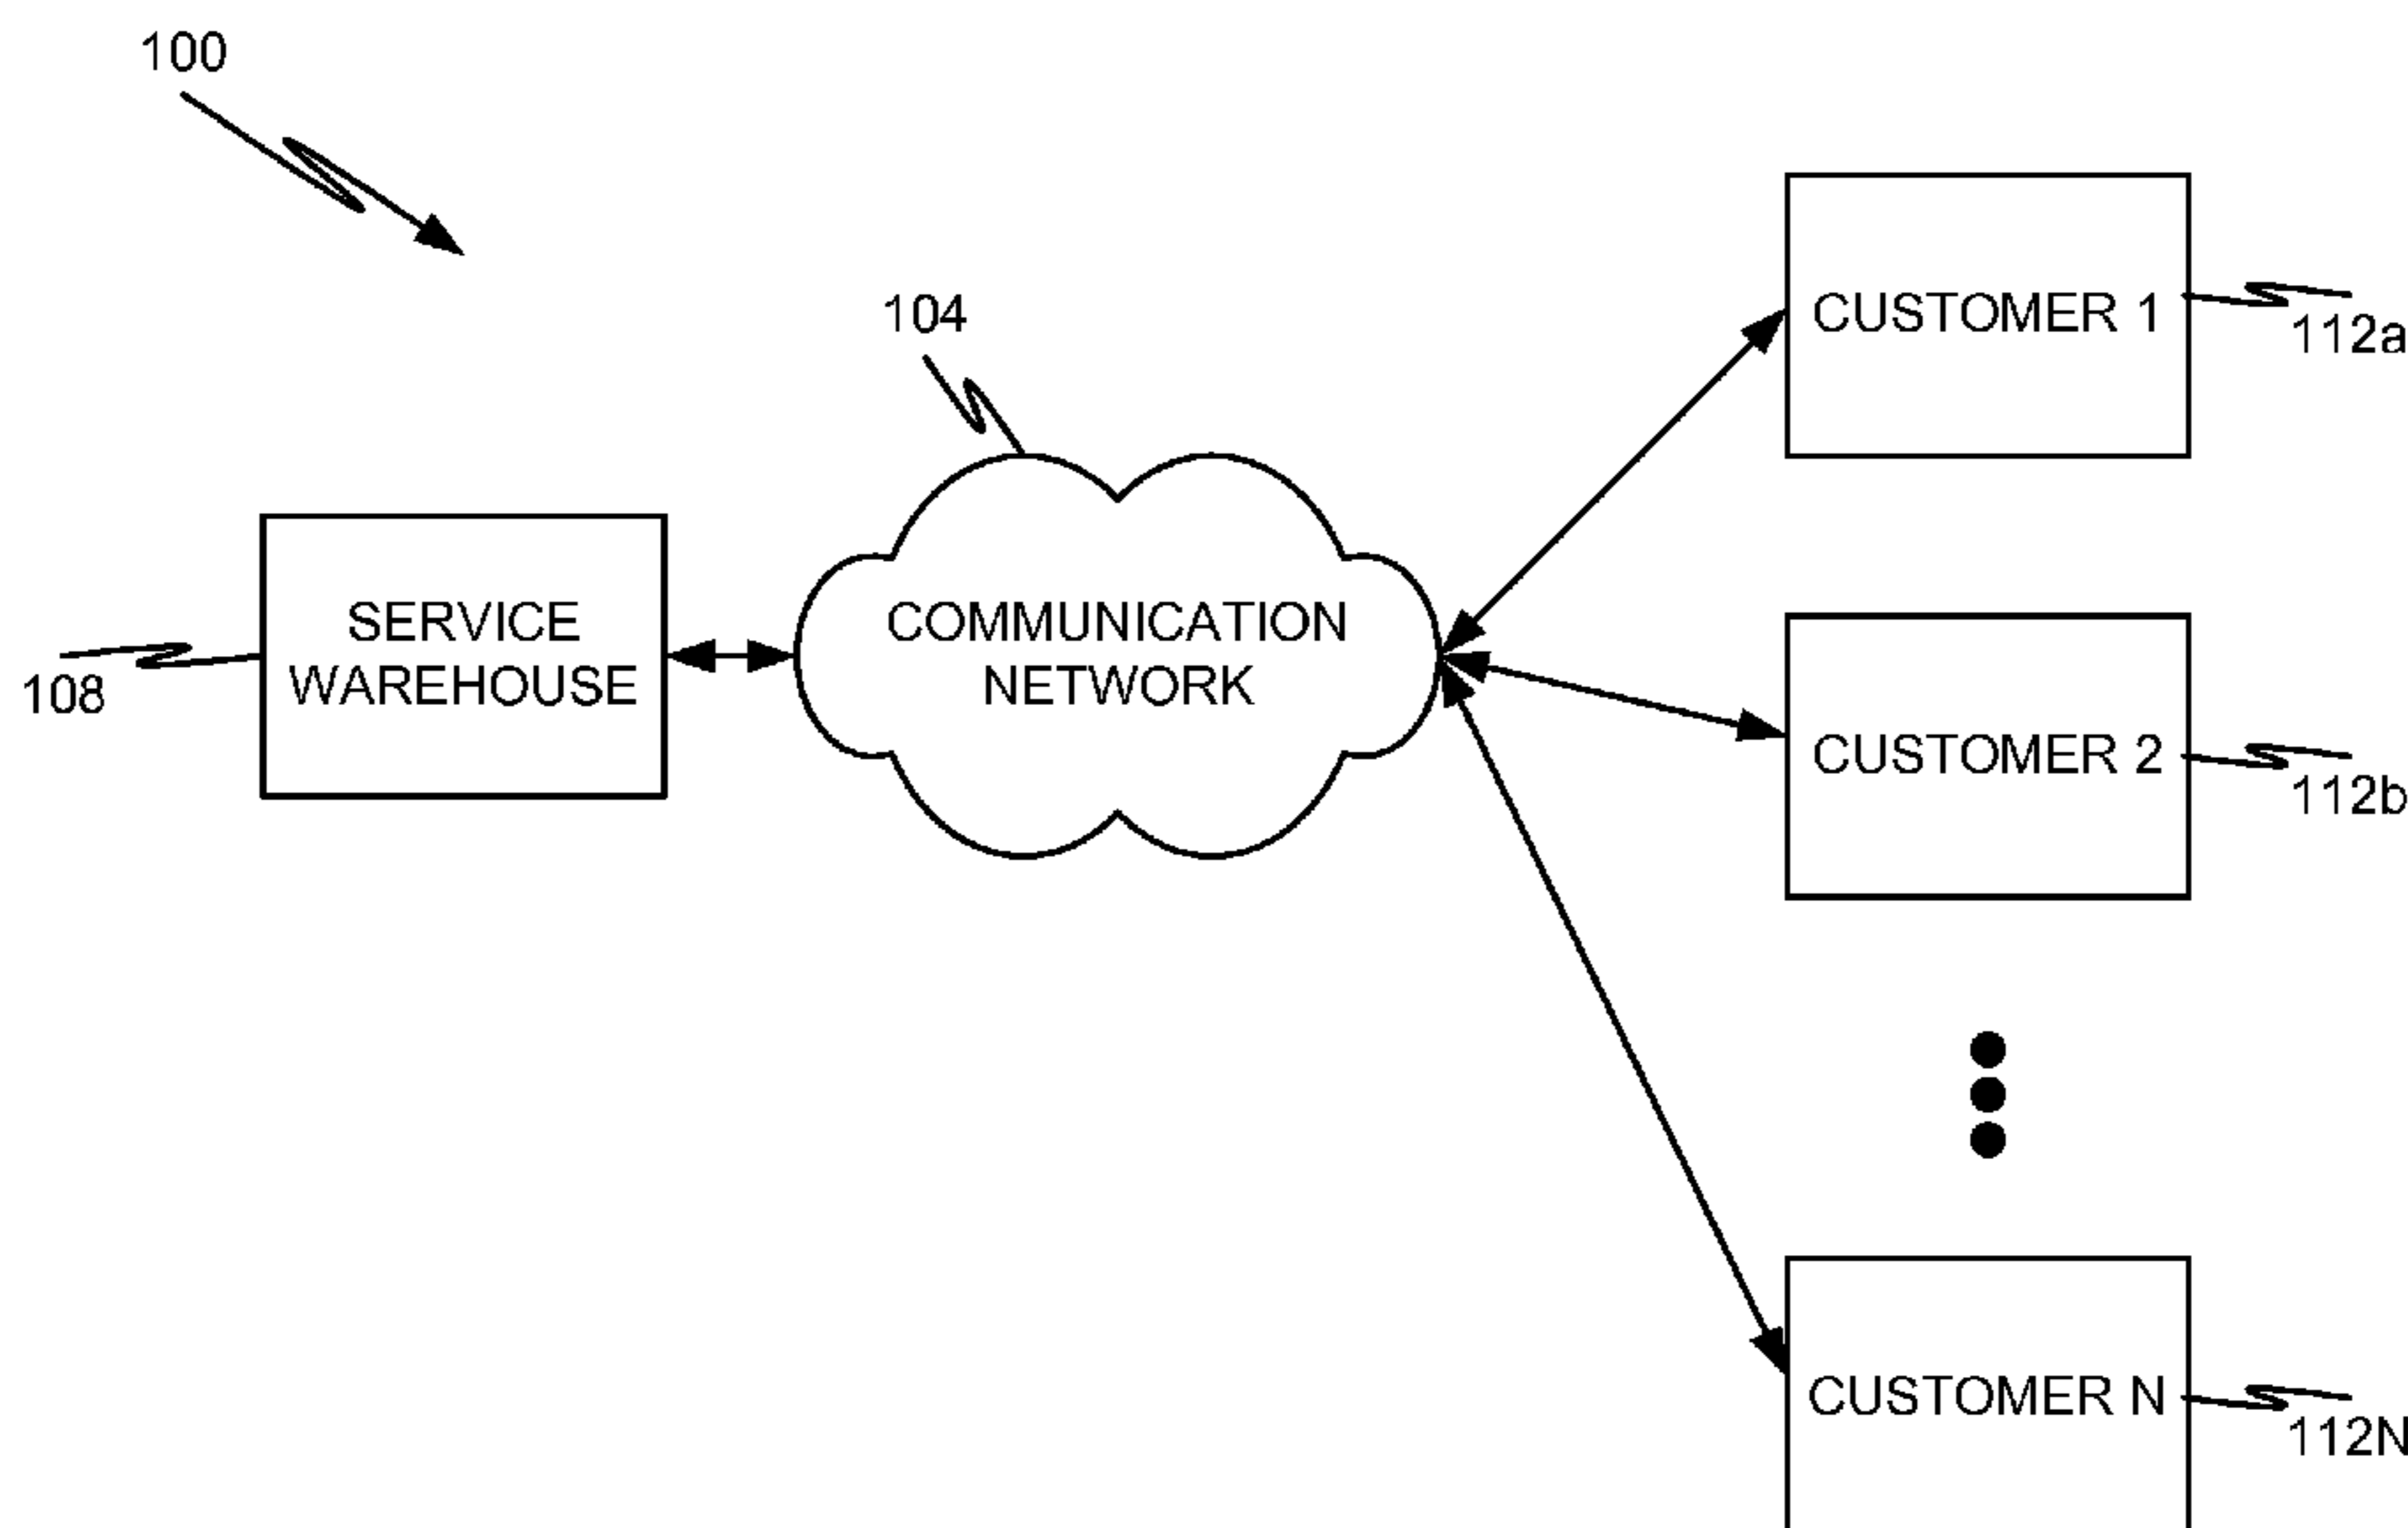 100
104
CUSTOMER 1
112a
SERVICE
WAREHOUSE
108
COMMUNICATION
NETWORK
CUSTOMER 2
112b
CUSTOMER N
112N